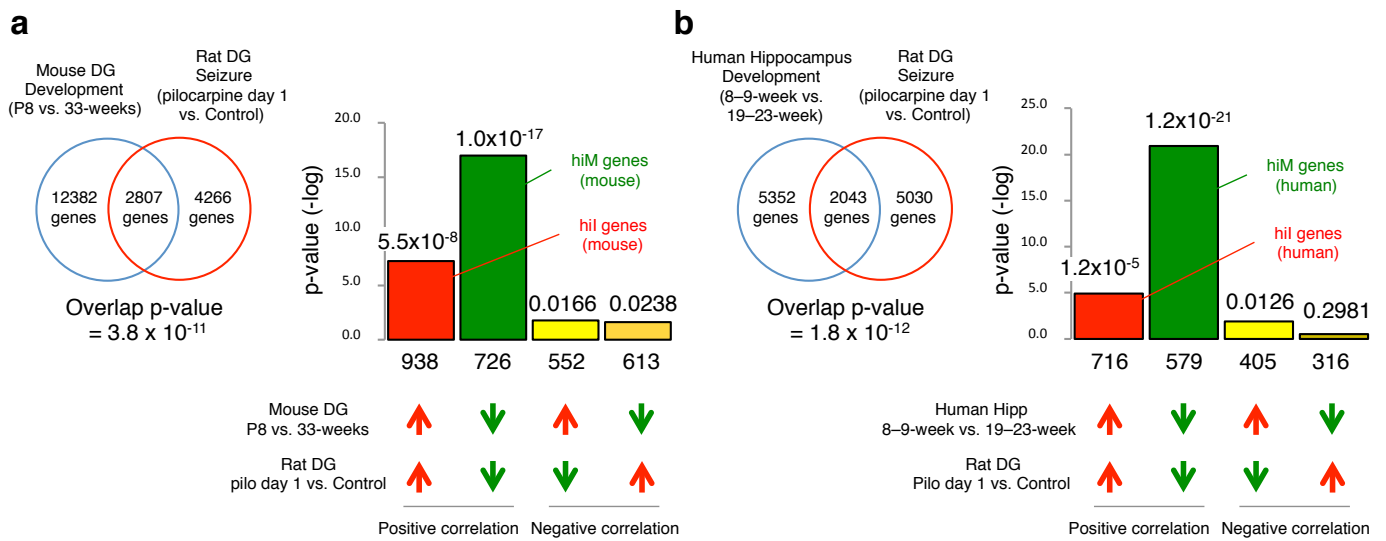 a
Mouse DG
Development
(P8 vs. 33-weeks)
Rat DG
Seizure
(pilocarpine day 1
vs. Control)
12382
genes
2807
genes
4266
genes
Overlap p-value
= 3.8 x 10-11
p-value (-log)
20.0
15.0
10.0
5.0
0.0
5.5x10-8
1.0x10-17
0.0166
0.0238
hiM genes
(mouse)
hiI genes
(mouse)
938 726 552 613
Mouse DG
P8 vs. 33-weeks
Rat DG
pilo day 1 vs. Control
Positive correlation Negative correlation
b
Human Hippocampus
Development
(8–9-week vs.
19–23-week)
Rat DG
Seizure
(pilocarpine day 1
vs. Control)
5352
genes
2043
genes
5030
genes
Overlap p-value
= 1.8 x 10-12
p-value (-log)
25.0
20.0
15.0
10.0
5.0
0.0
1.2x10-5
1.2x10-21
0.0126
0.2981
hiM genes
(human)
hiI genes
(human)
716 579 405 316
Human Hipp
8–9-week vs. 19–23-week
Rat DG
Pilo day 1 vs. Control
Positive correlation Negative correlation